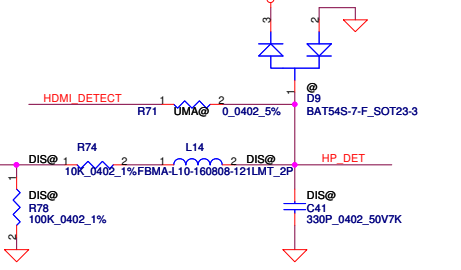 3
2
1
@
D9
BAT54S-7-F_SOT23-3
HDMI_DETECT
1
2
R71
UMA@
0_0402_5%
R74
L14
DIS@
1
2
1
2
DIS@
HP_DET
10K_0402_1%
FBMA-L10-160808-121LMT_2P
1
DIS@
R78
100K_0402_1%
2
DIS@
C41
330P_0402_50V7K